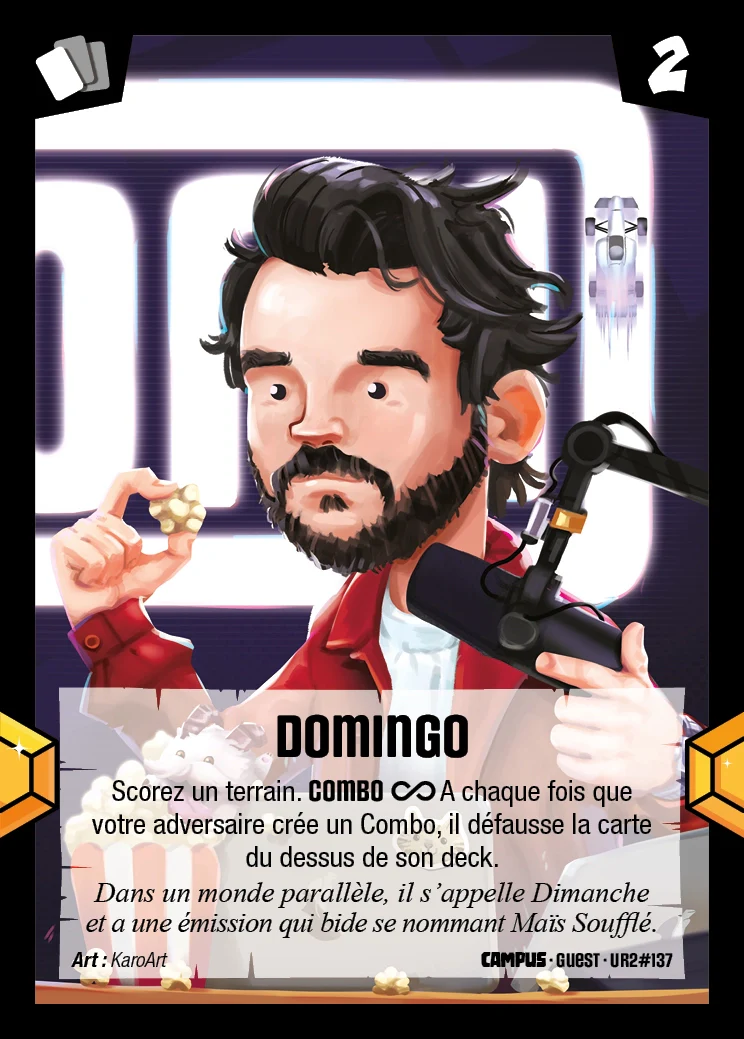 2
DOMINGO
Scorez un terrain. COMBO ∞ A chaque fois que
votre adversaire crée un Combo, il défausse la carte
du dessus de son deck.
Dans un monde parallèle, il s’appelle Dimanche
et a une émission qui bide se nommant Maïs Soufflé.
Art : KaroArt
CAMPUS · GUEST · UR2#137